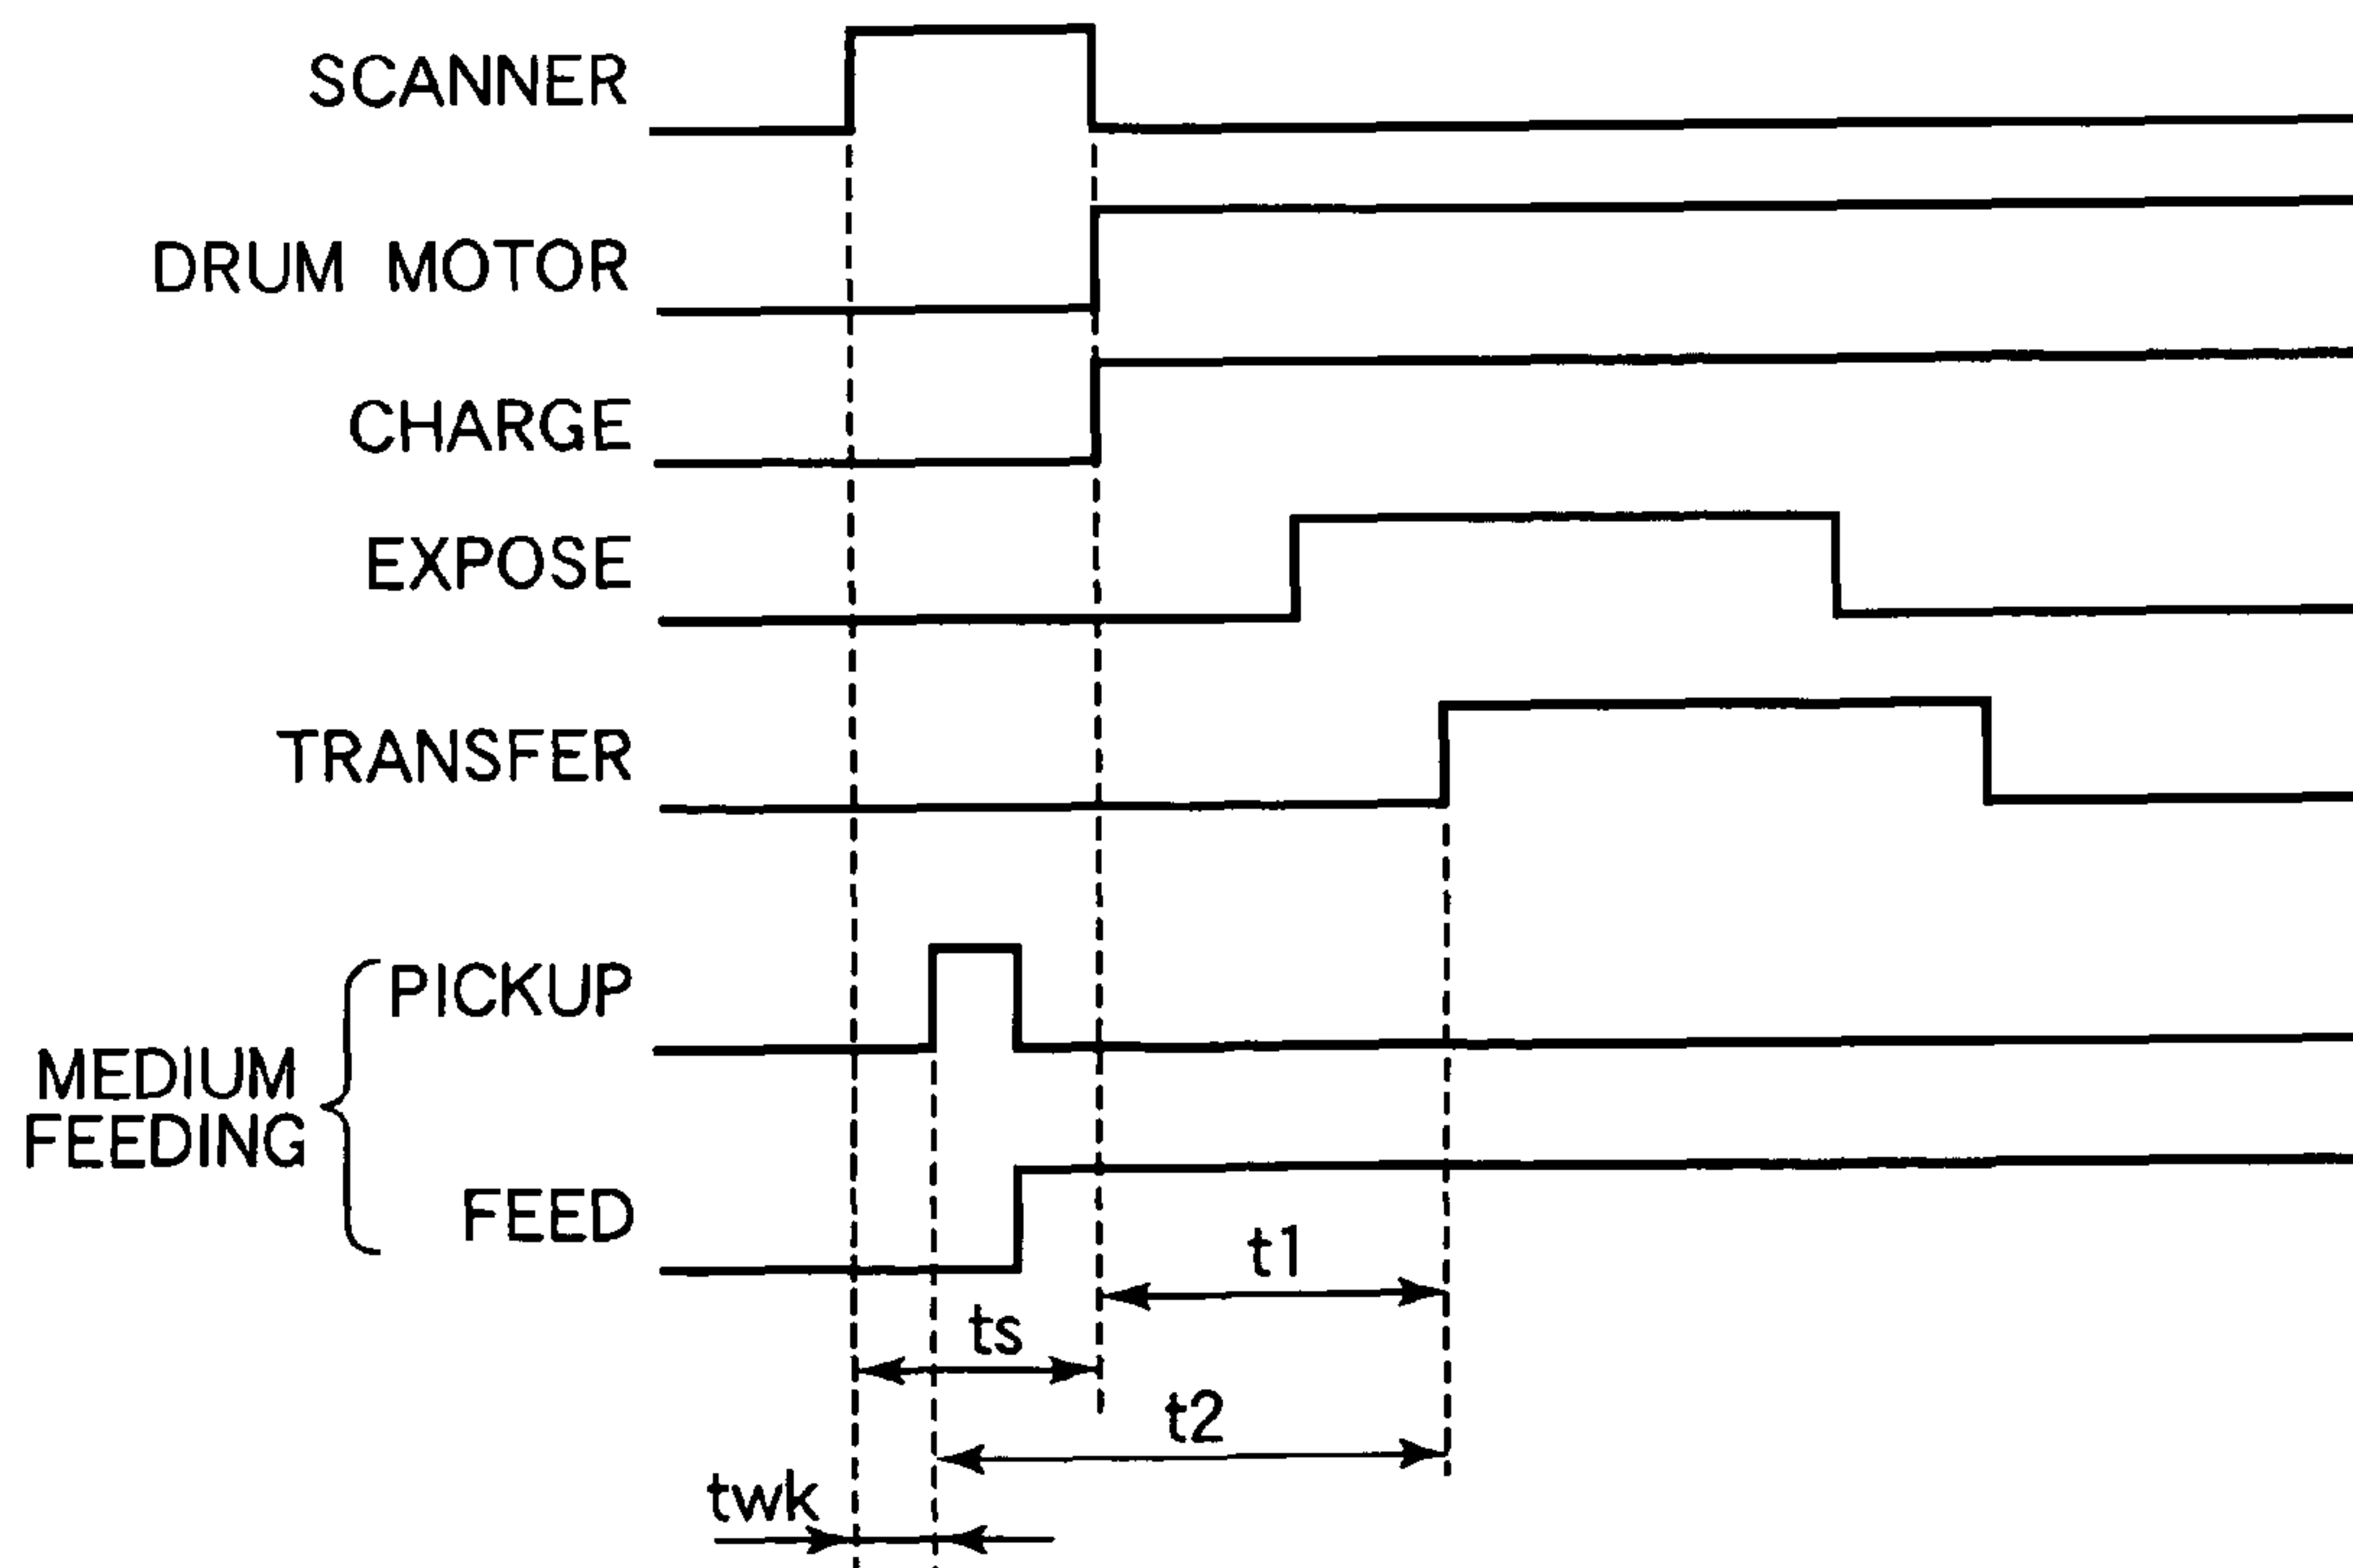 SCANNER
DRUM MOTOR
CHARGE
EXPOSE
TRANSFER
PICKUP
MEDIUM
FEEDING
FEED
t1
ts
t2
twk